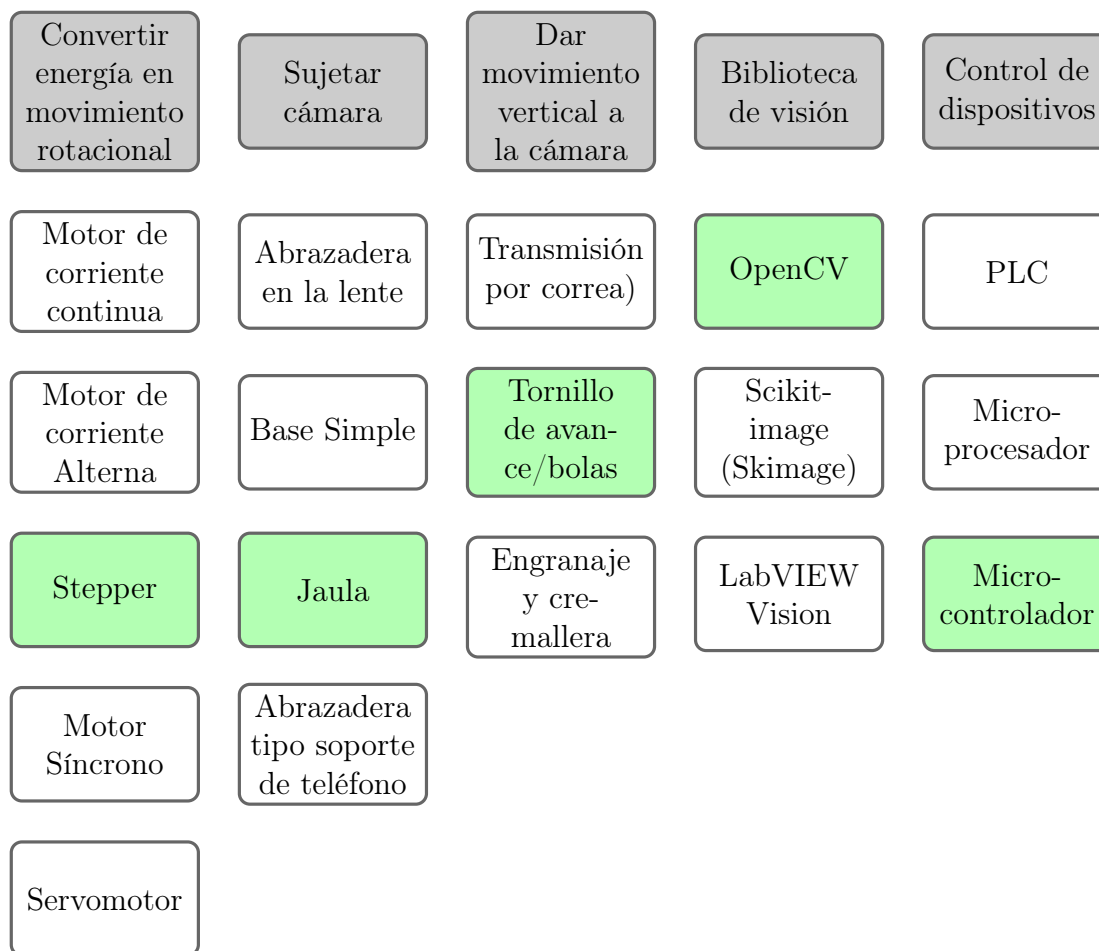 Convertir
energía en
movimiento
rotacional
Sujetar
cámara
Dar
movimiento
vertical a
la cámara
Biblioteca
de visión
Control de
dispositivos
Motor de
corriente
continua
Abrazadera
en la lente
Transmisión
por correa)
OpenCV
PLC
Motor de
corriente
Alterna
Base Simple
Tornillo
de avan-
ce/bolas
Scikit-
image
(Skimage)
Micro-
procesador
Stepper
Jaula
Engranaje
y cre-
mallera
LabVIEW
Vision
Micro-
controlador
Motor
Síncrono
Abrazadera
tipo soporte
de teléfono
Servomotor